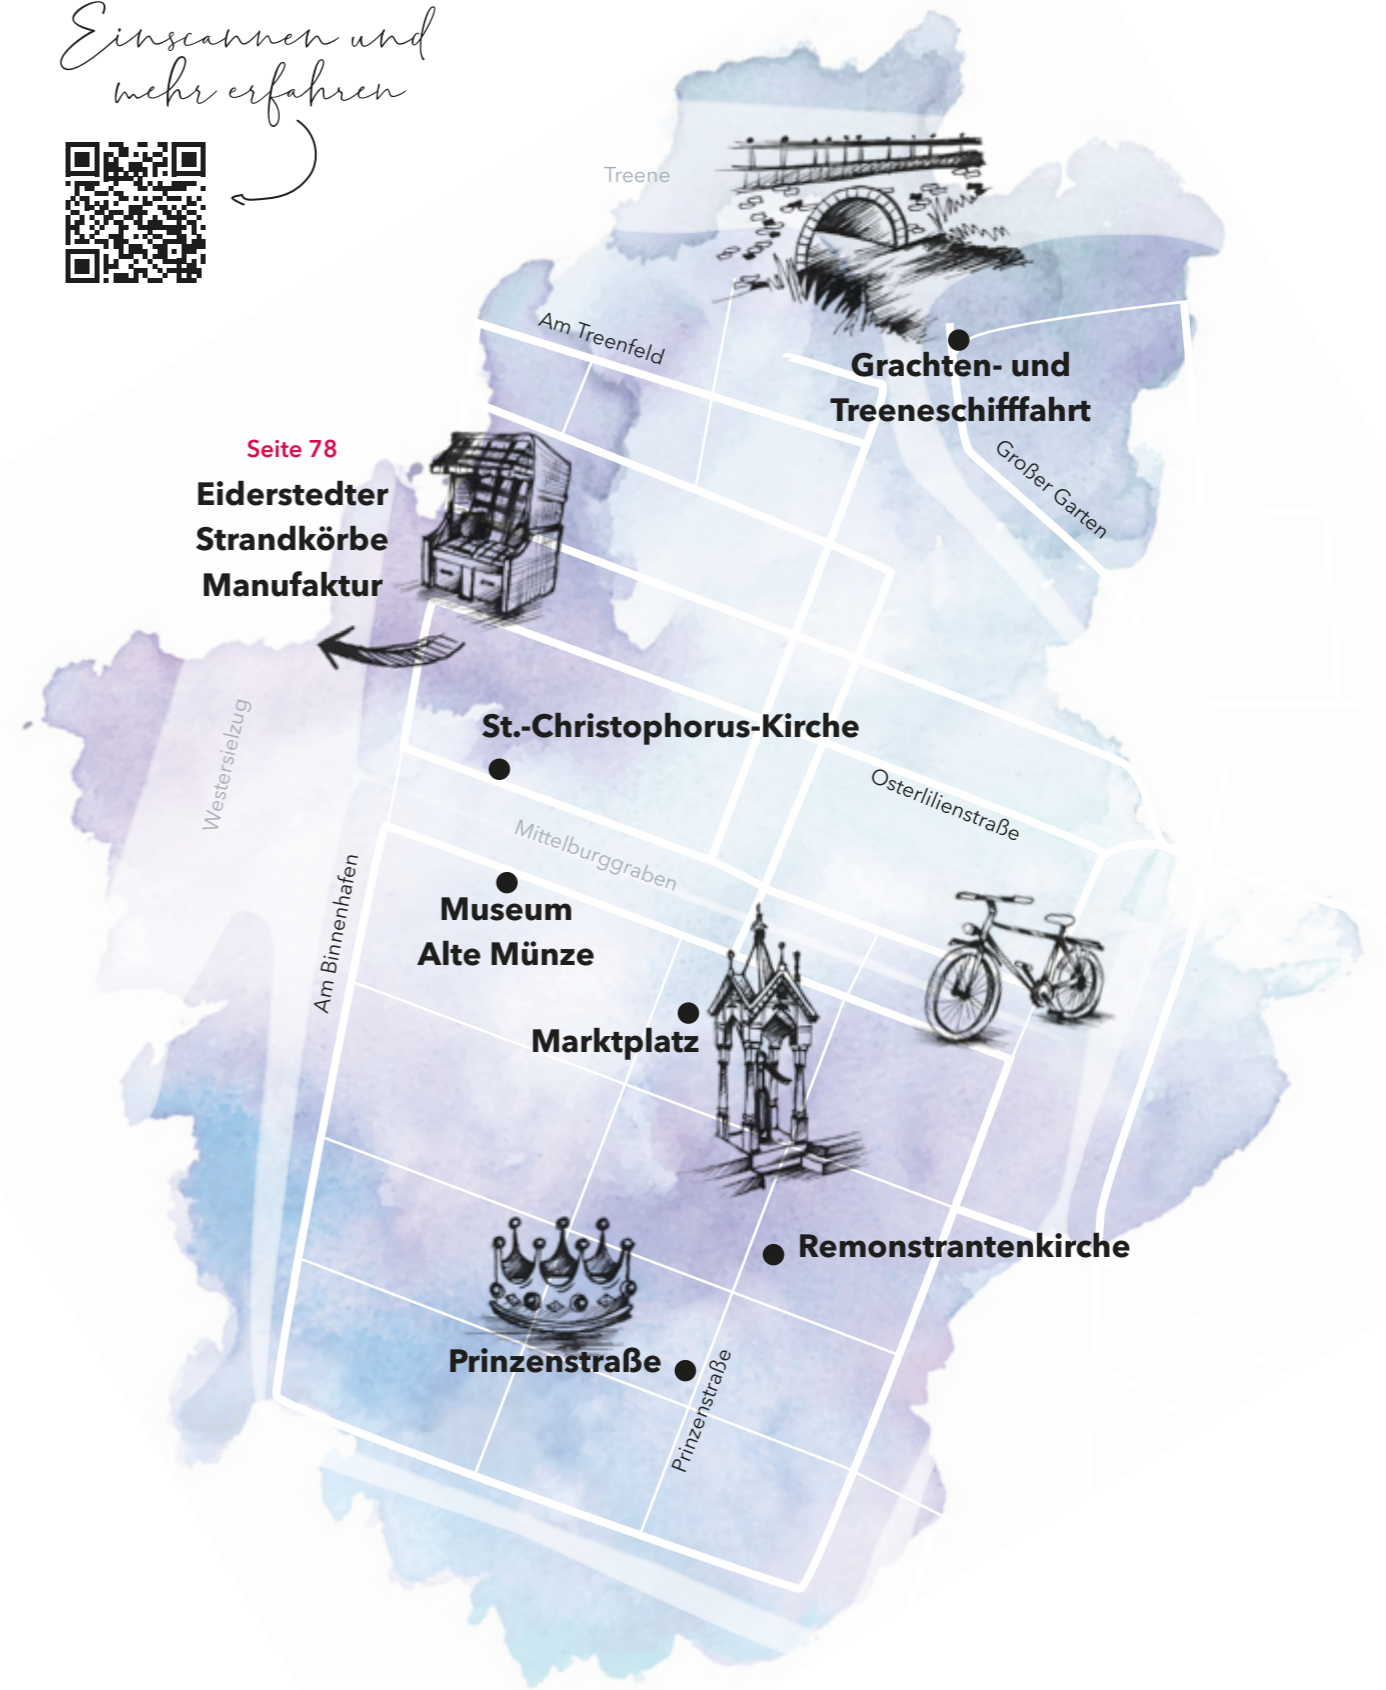 Einscannen und
mehr erfahren
Treene
Am Treenfeld
Grachten- und
Treeneschifffahrt
Großer Garten
Seite 78
Eiderstedter
Strandkörbe
Manufaktur
Westersielzug
St.-Christophorus-Kirche
Osterlilienstraße
Mittelburggraben
Am Binnenhafen
Museum
Alte Münze
Marktplatz
Remonstrantenkirche
Prinzenstraße
Prinzenstraße